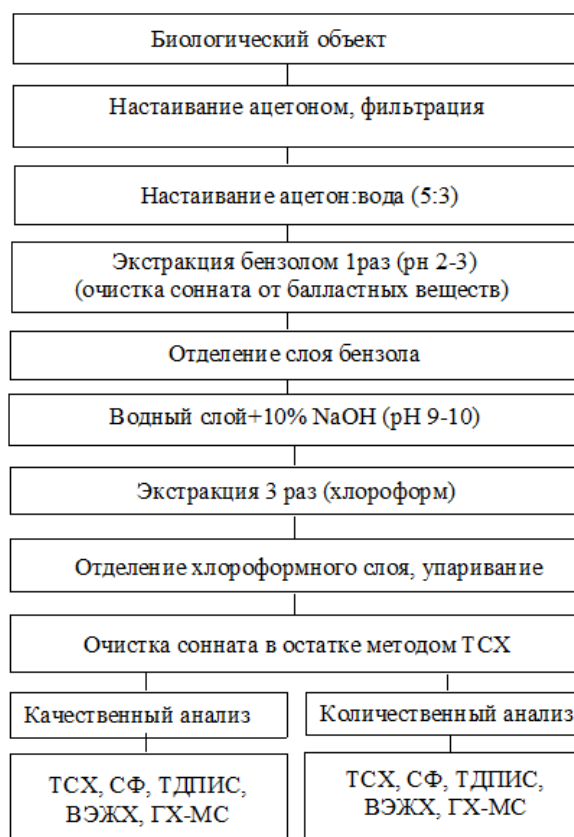 Биологический объект
Настаивание ацетоном, фильтрация
Настаивание ацетон:вода (5:3)
Экстракция бензолом 1раз (рн 2-3)
(очистка сонната от балластных веществ)
Отделение слоя бензола
Водный слой+10% NaOH (рН 9-10)
Экстракция 3 раз (хлороформ)
Отделение хлороформного слоя, упаривание
Очистка сонната в остатке методом ТСХ
Качественный анализ
Количественный анализ
ТСХ, СФ, ТДПИС,
ВЭЖХ, ГХ-МС
ТСХ, СФ, ТДПИС,
ВЭЖХ, ГХ-МС